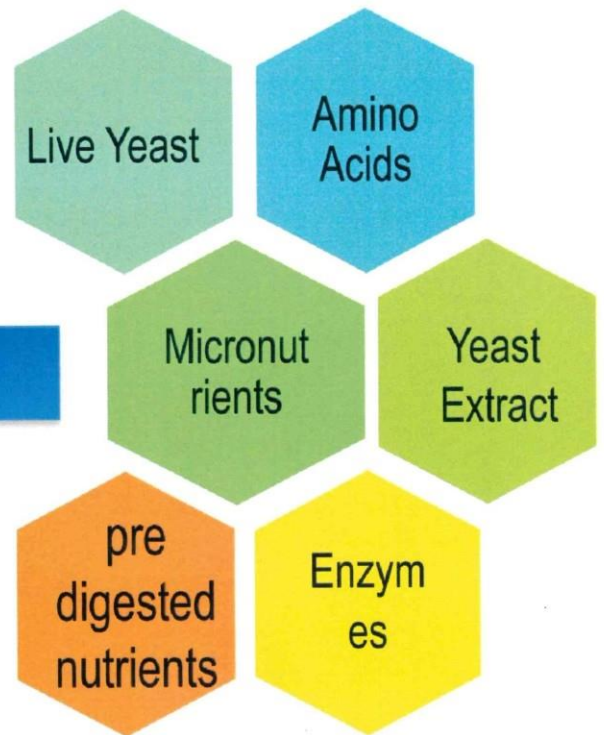 Live Yeast
Amino
Acids
Micronut
rients
Yeast
Extract
pre
digested
nutrients
Enzym
es